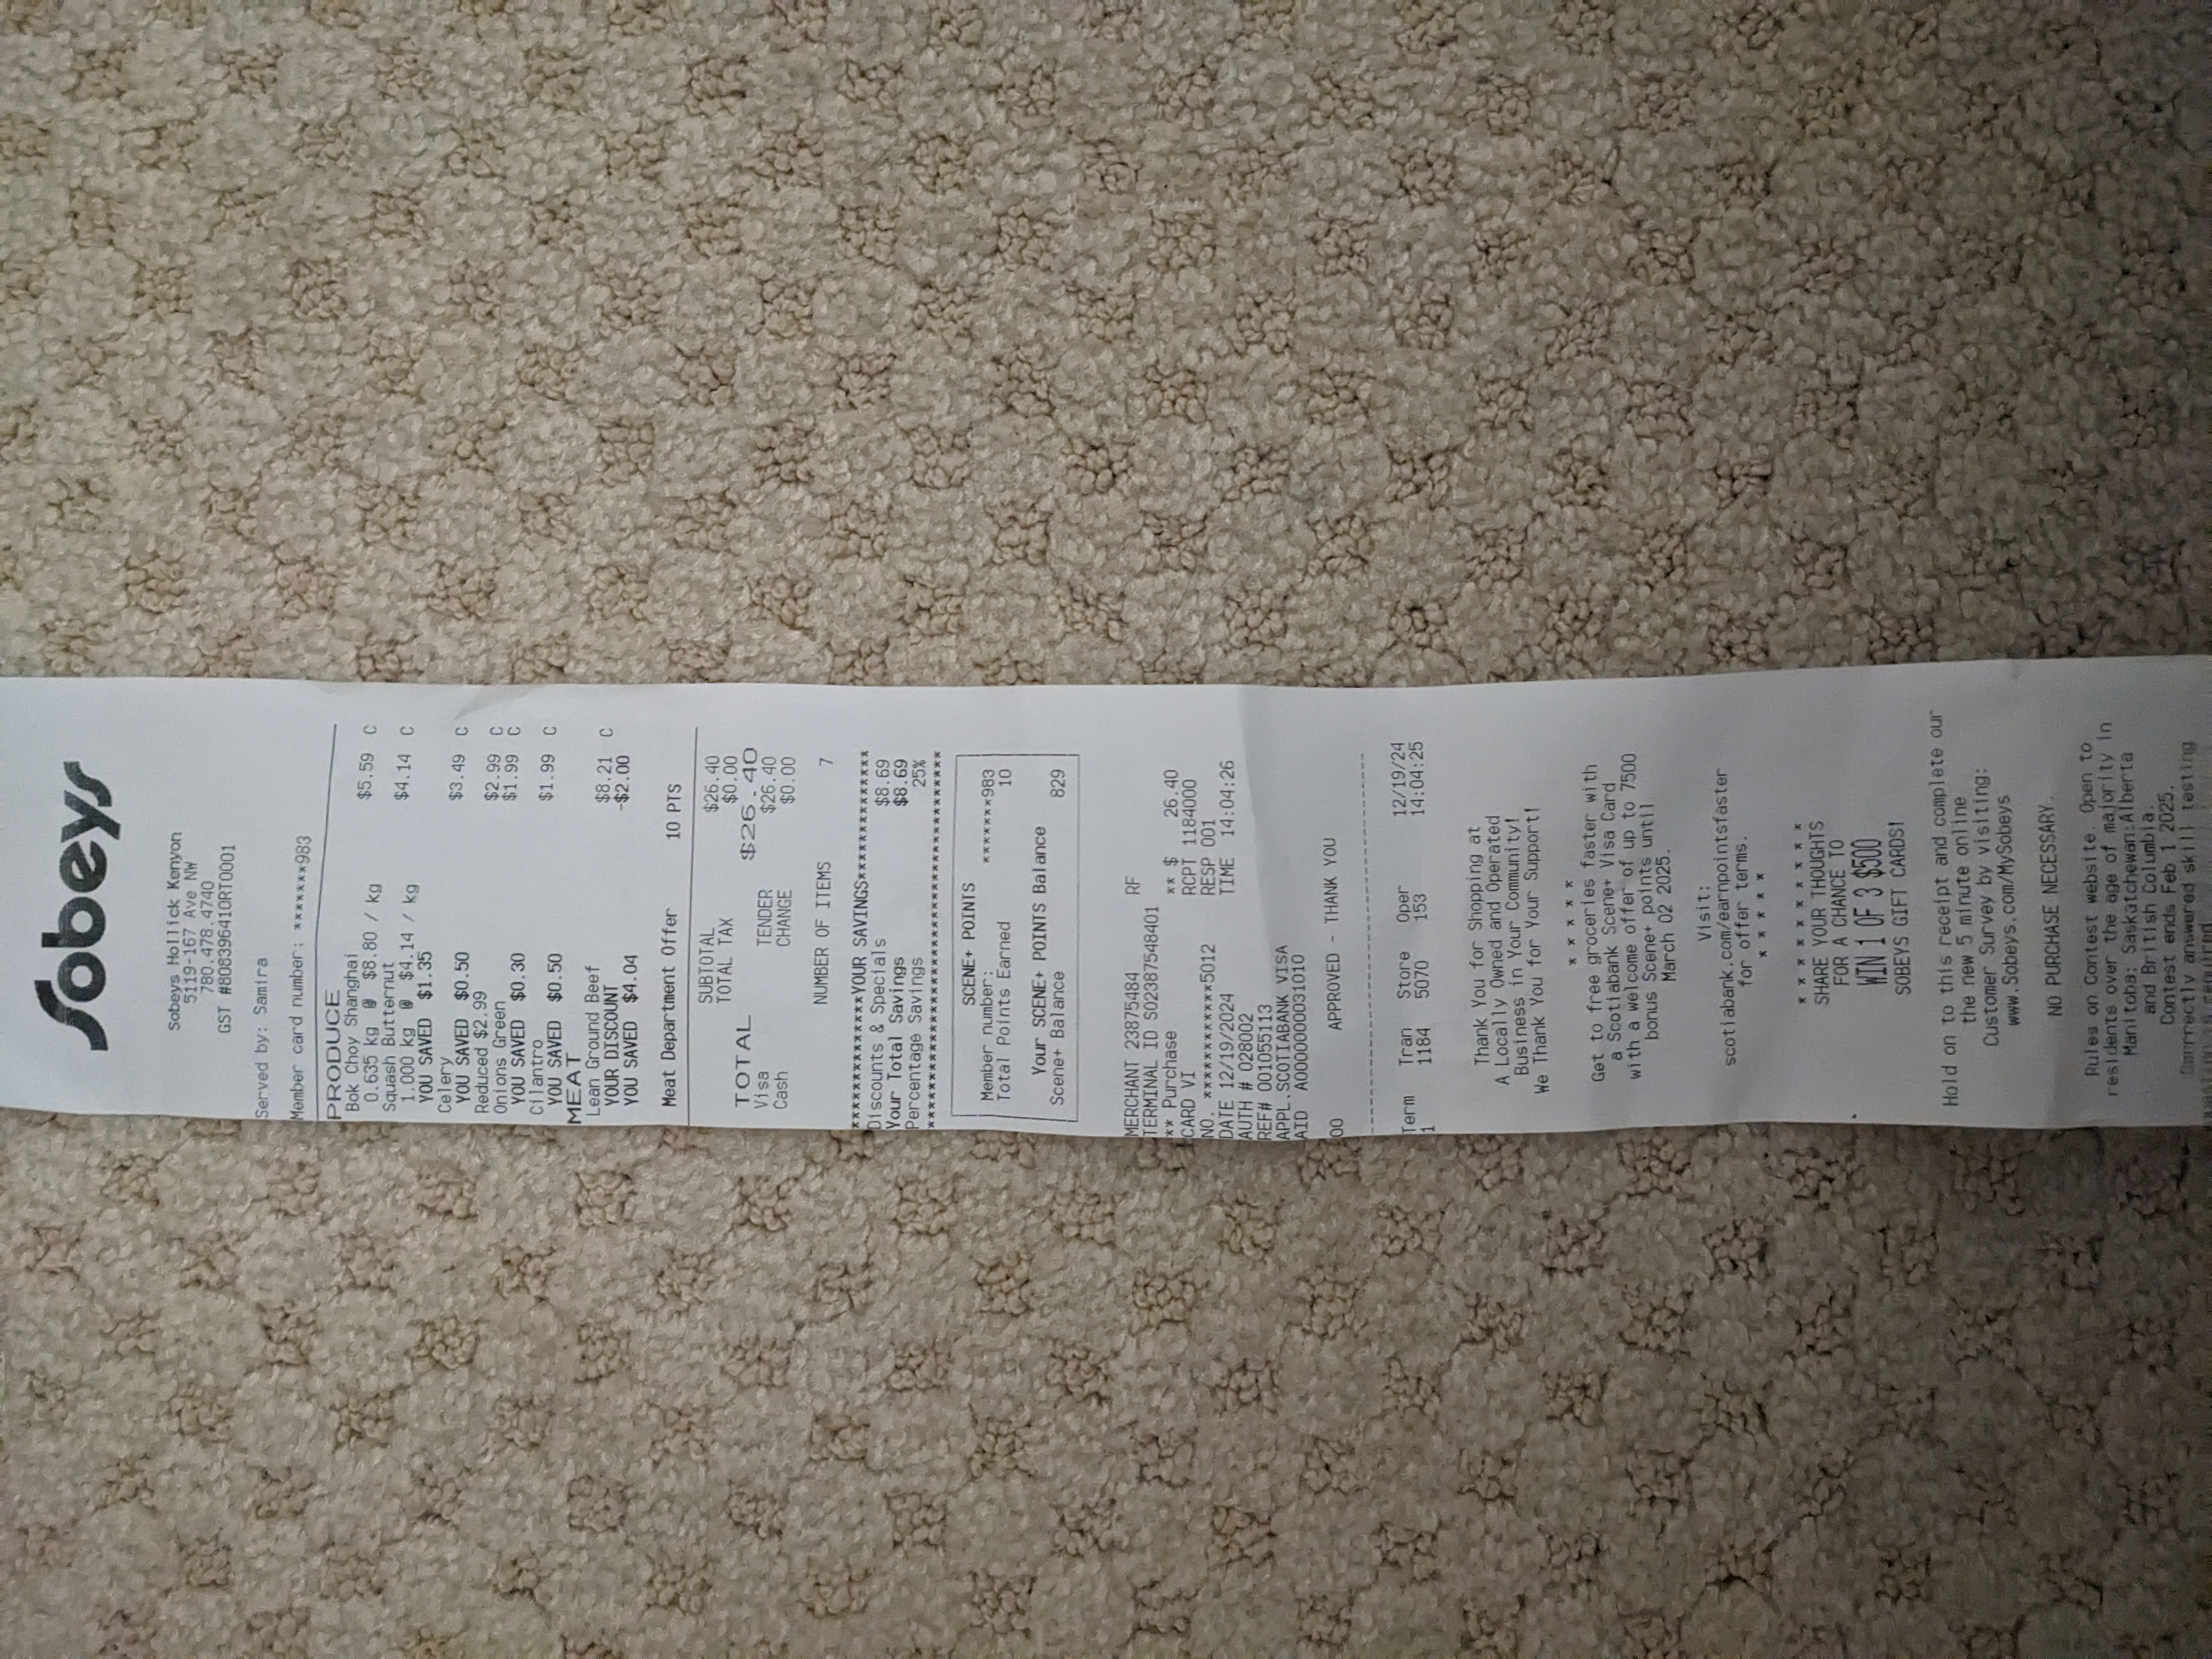 Sobeys
Sobeys Hollick Kenyon
5119-167 Ave NW
780.478.4740
GST #808396410RT0001
Served by: Samira
Member card number: ********983
PRODUCE
Bok Choy Shanghai $5.59 C
0.635 kg @ $8.80 / kg
Squash Butternut $4.14 C
1.000 kg @ $4.14 / kg
YOU SAVED $1.35
Celery $3.49 C
YOU SAVED $0.50
Reduced $2.99 $2.99 C
Onions Green $1.99 C
YOU SAVED $0.30
Cilantro $1.99 C
YOU SAVED $0.50
MEAT
Lean Ground Beef $8.21 C
YOUR DISCOUNT -$2.00
YOU SAVED $4.04
Meat Department Offer 10 PTS
SUBTOTAL $26.40
TOTAL TAX $0.00
TOTAL $26.40
Visa TENDER $26.40
Cash CHANGE $0.00
NUMBER OF ITEMS 7
************YOUR SAVINGS************
Discounts & Specials $8.69
Your Total Savings $8.69
Percentage Savings 25%
SCENE+ POINTS
Member number: ********983
Total Points Earned 10
Your SCENE+ POINTS Balance
Scene+ Balance 829
MERCHANT 23875484 RF
TERMINAL ID S02387548401
** Purchase ** $ 26.40
CARD VI RCPT 1184000
NO. ************5012 RESP 001
DATE 12/19/2024 TIME 14:04:26
AUTH # 028002
REF# 001055113
APPL.SCOTIABANK VISA
AID A0000000031010
00 APPROVED - THANK YOU
Term Tran Store Oper 12/19/24
1 1184 5070 153 14:04:25
Thank You for Shopping at
A Locally Owned and Operated
Business in Your Community!
We Thank You for Your Support!
* * * * *
Get to free groceries faster with
a Scotiabank Scene+ Visa Card
with a welcome offer of up to 7500
bonus Scene+ points until
March 02 2025.
Visit:
scotiabank.com/earnpointsfaster
for offer terms.
* * * * *
* * * * * * * * *
SHARE YOUR THOUGHTS
FOR A CHANCE TO
WIN 1 OF 3 $500
SOBEYS GIFT CARDS!
Hold on to this receipt and complete our
the new 5 minute online
Customer Survey by visiting:
www.Sobeys.com/MySobeys
NO PURCHASE NECESSARY.
Rules on Contest website. Open to
residents over the age of majority in
Manitoba; Saskatchewan;Alberta
and British Columbia.
Contest ends Feb 1 2025.
answered skill testing